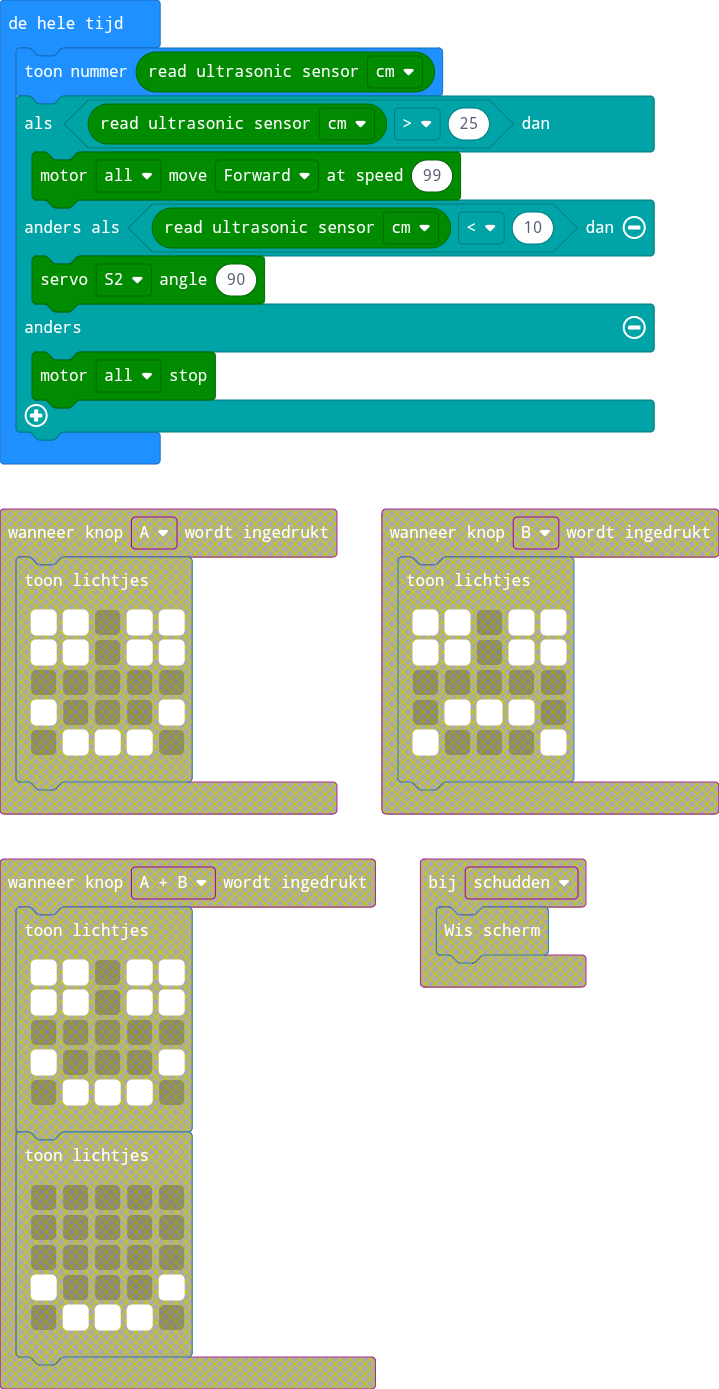 de hele tijd
toon nummer read ultrasonic sensor cm
als read ultrasonic sensor cm > 25 dan
motor all move Forward at speed 99
anders als read ultrasonic sensor cm < 10 dan
servo S2 angle 90
anders
motor all stop
wanneer knop A wordt ingedrukt
toon lichtjes
wanneer knop B wordt ingedrukt
toon lichtjes
wanneer knop A + B wordt ingedrukt
toon lichtjes
toon lichtjes
bij schudden
Wis scherm